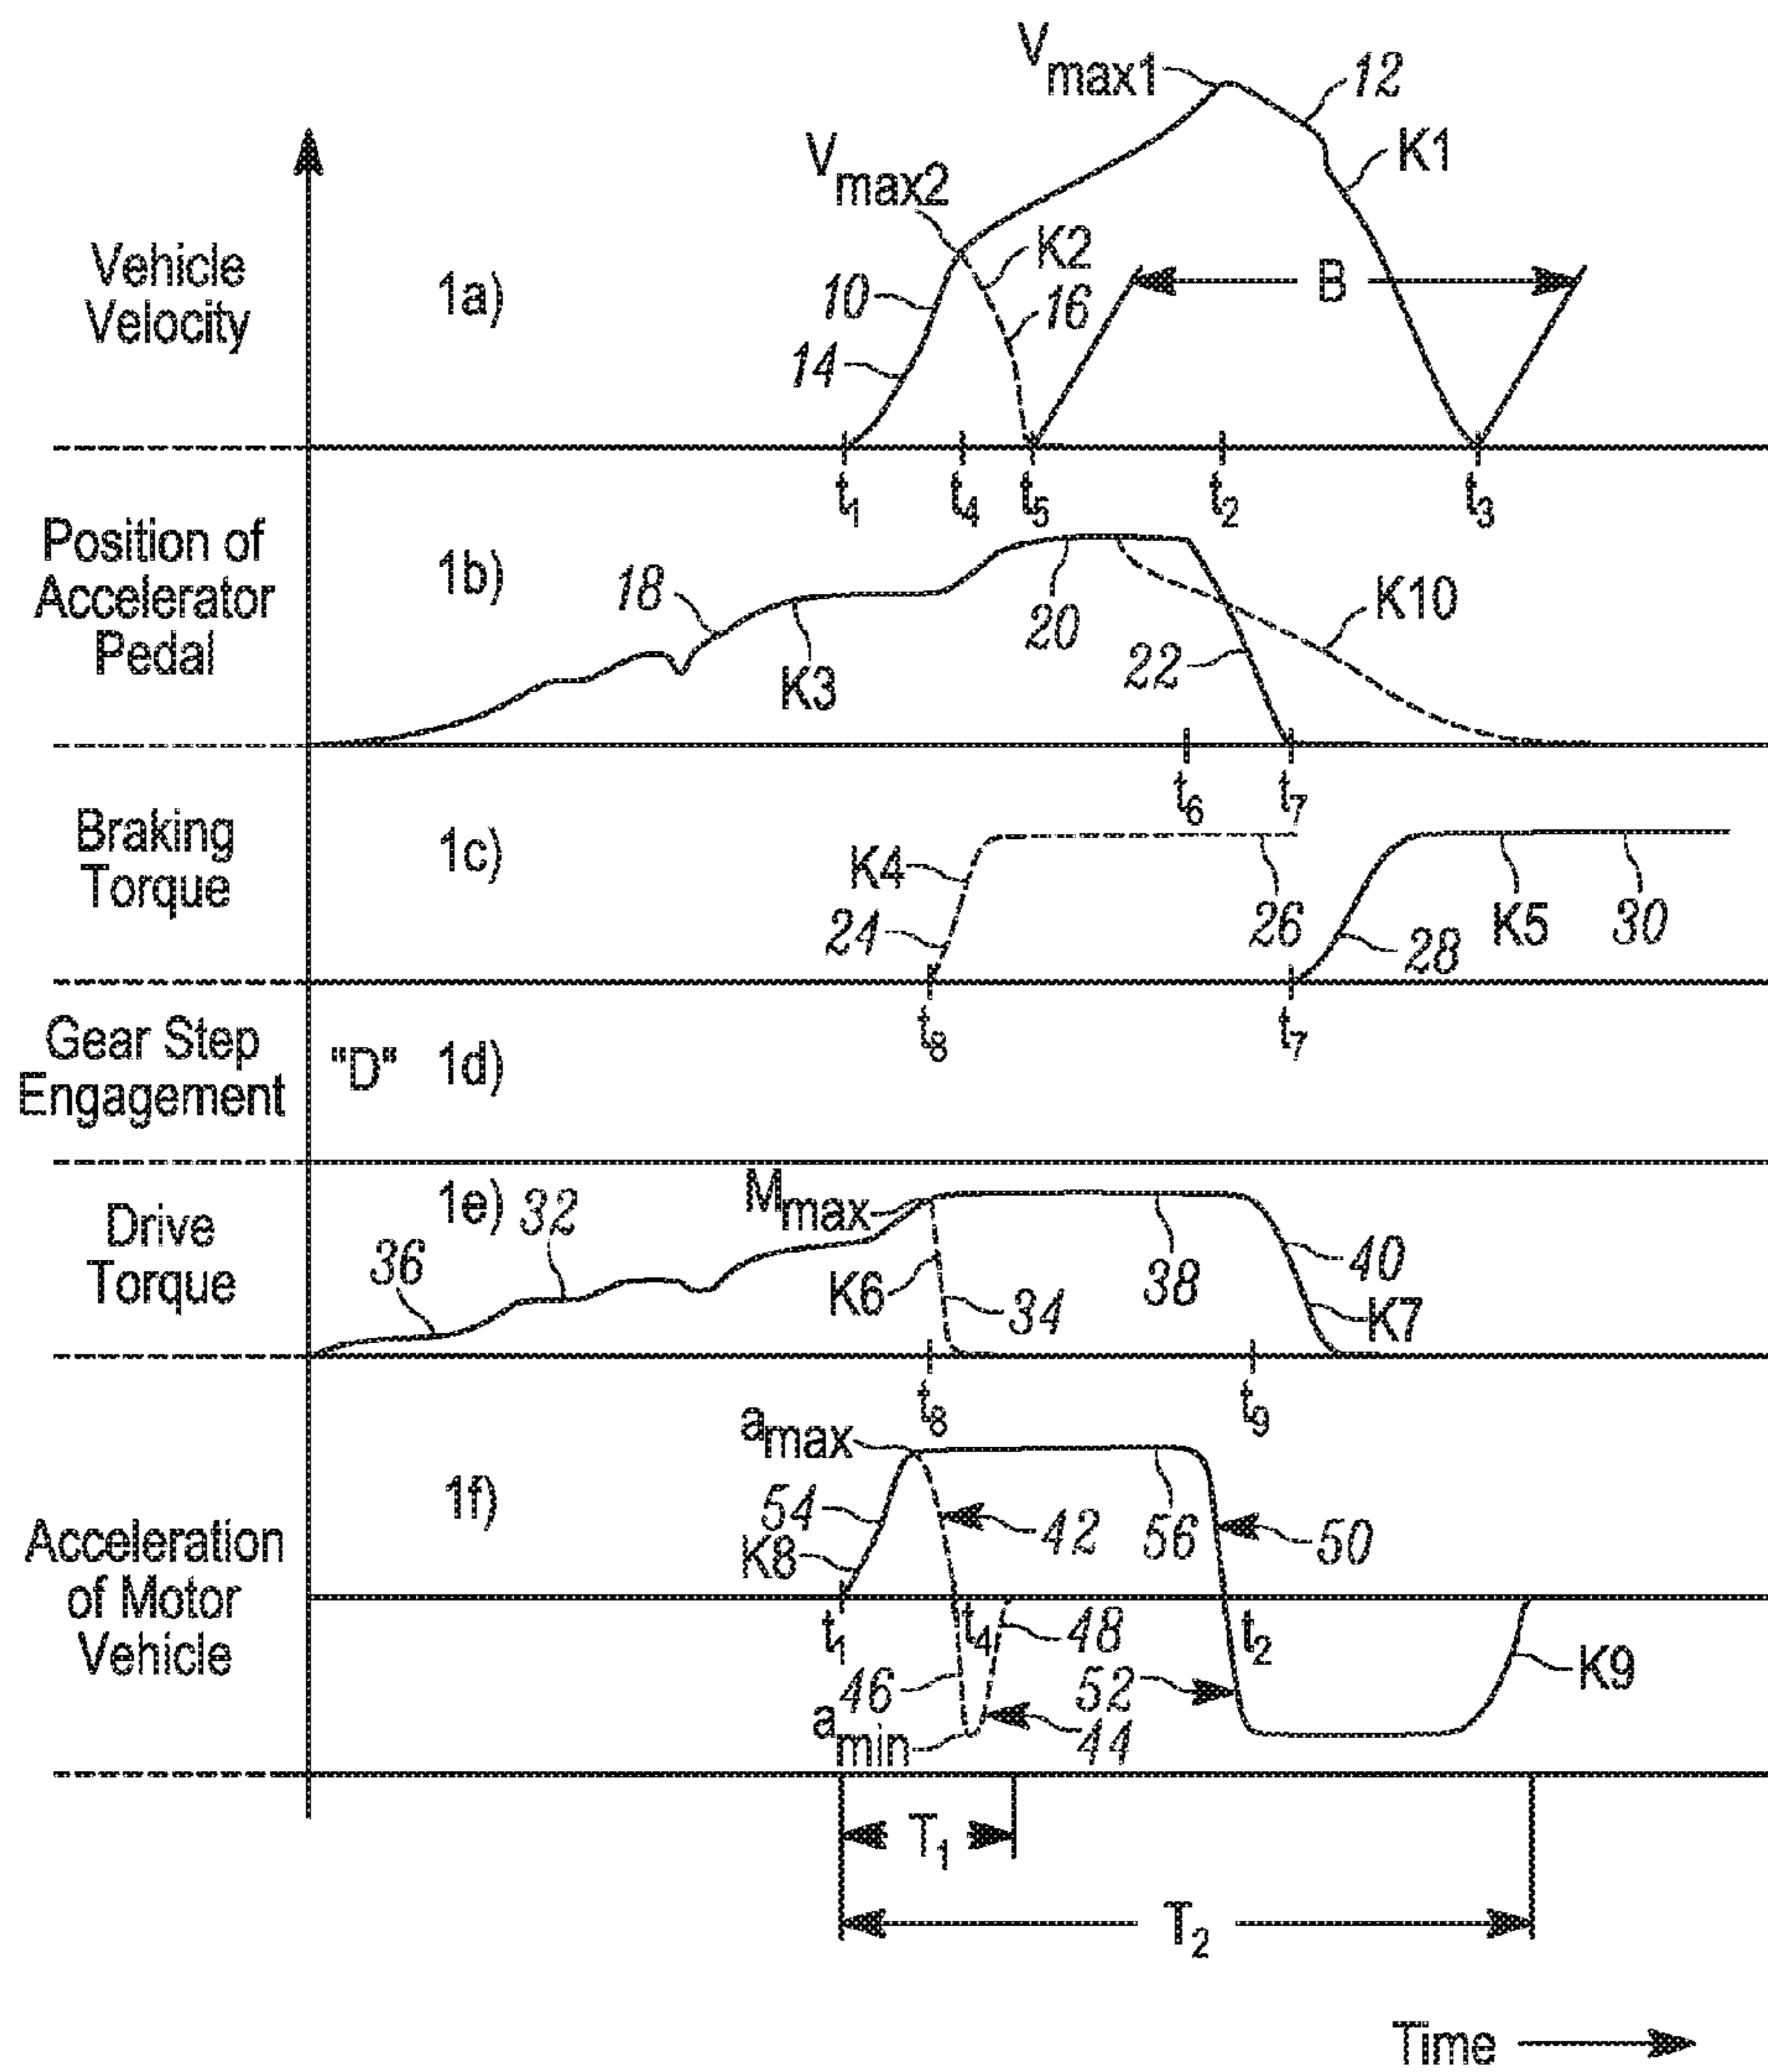 Vmax1
12
K1
Vmax2
K2
B
Vehicle
Velocity
1a)
10
16
14
t1
t4
t5
t2
t3
Position of
Accelerator
Pedal
1b)
18
K3
20
22
K10
t6
t7
Braking
Torque
1c)
K4
24
26
28
K5
30
t8
t7
Gear Step
Engagement
"D"
1d)
Drive
Torque
1e)
32
Mmax
36
K6
34
38
40
K7
t8
t9
amax
Acceleration
of Motor
Vehicle
1f)
54
K8
42
56
50
t1
t4
48
t2
46
52
K9
amin
44
T1
T2
Time